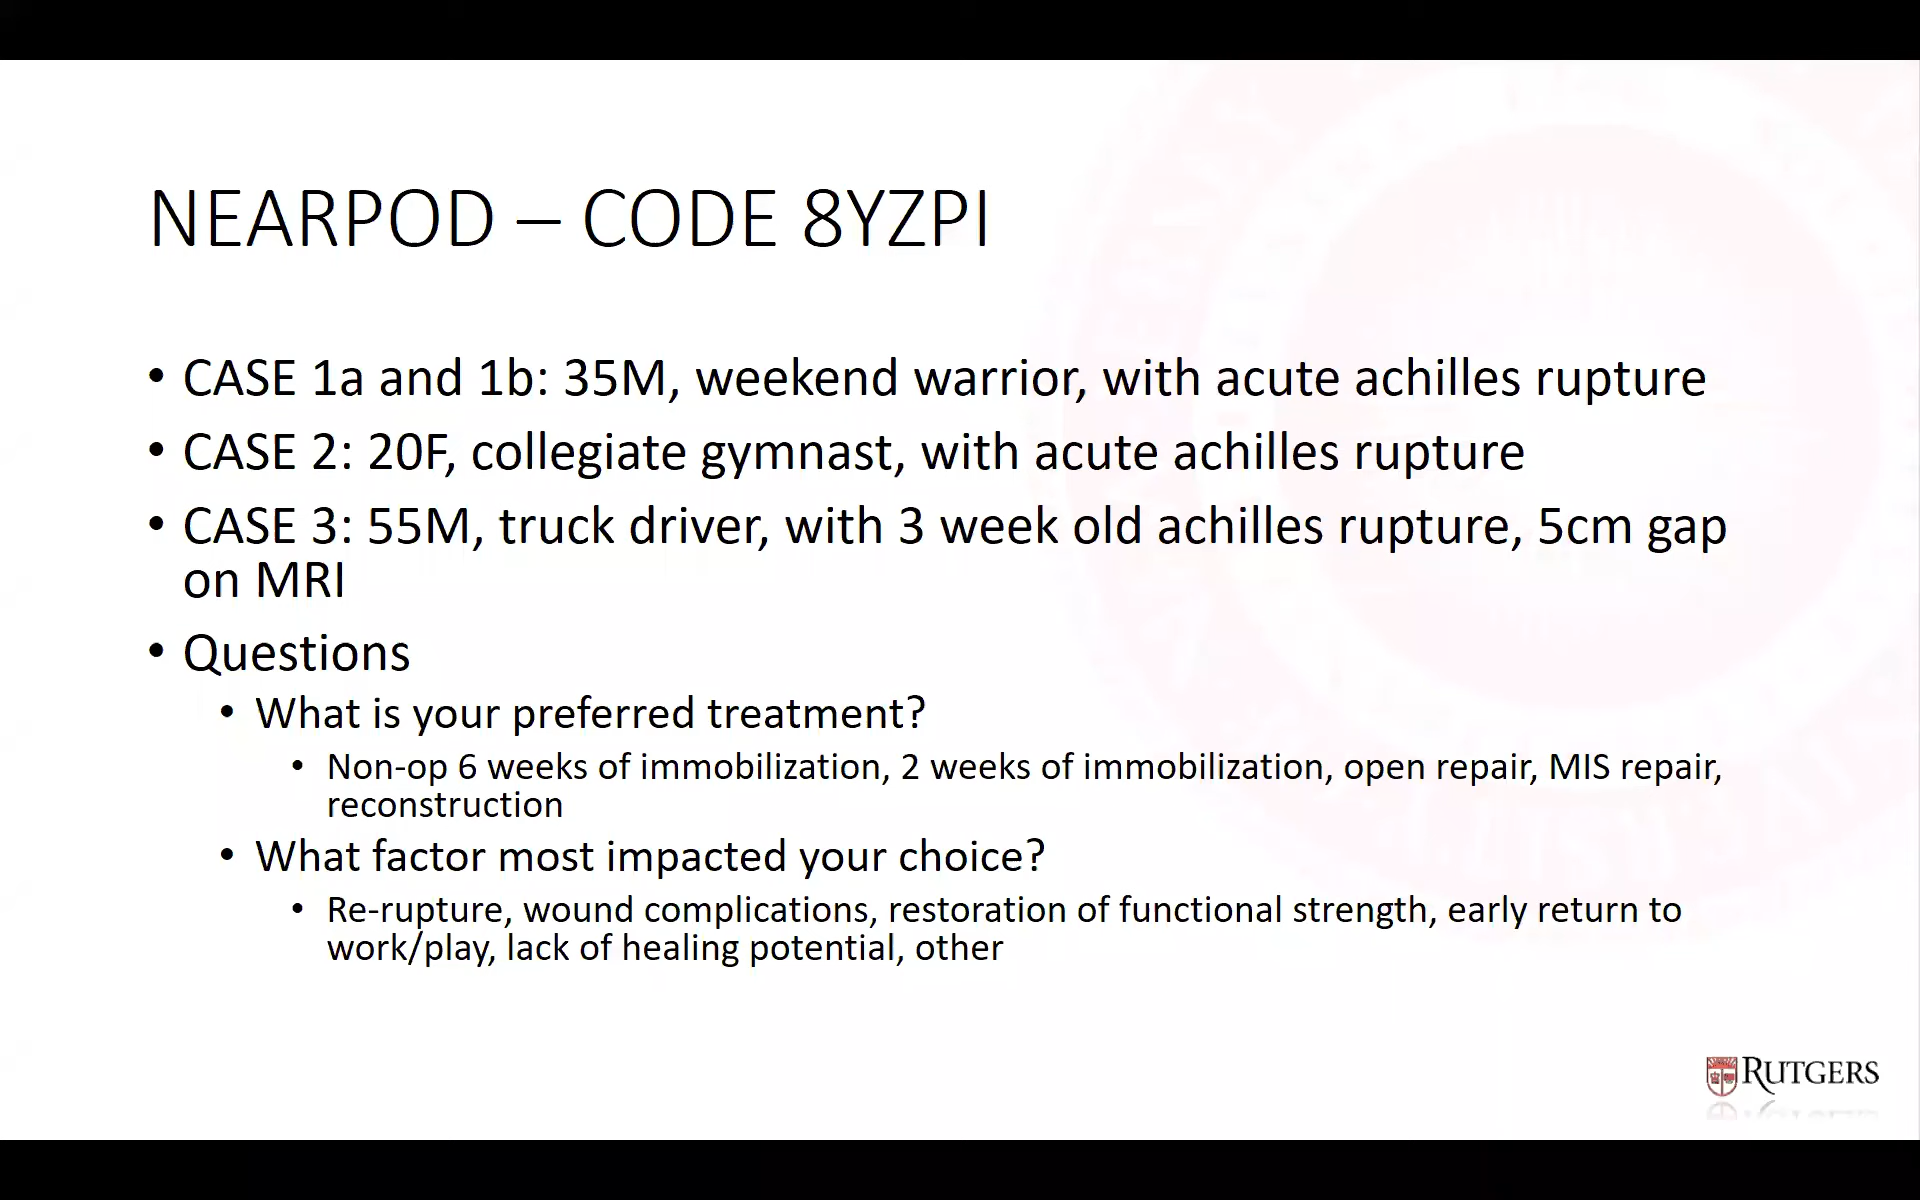 NEARPOD – CODE 8YZPI
• CASE 1a and 1b: 35M, weekend warrior, with acute achilles rupture
• CASE 2: 20F, collegiate gymnast, with acute achilles rupture
• CASE 3: 55M, truck driver, with 3 week old achilles rupture, 5cm gap
on MRI
• Questions
• What is your preferred treatment?
• Non-op 6 weeks of immobilization, 2 weeks of immobilization, open repair, MIS repair,
reconstruction
• What factor most impacted your choice?
• Re-rupture, wound complications, restoration of functional strength, early return to
work/play, lack of healing potential, other
RUTGERS